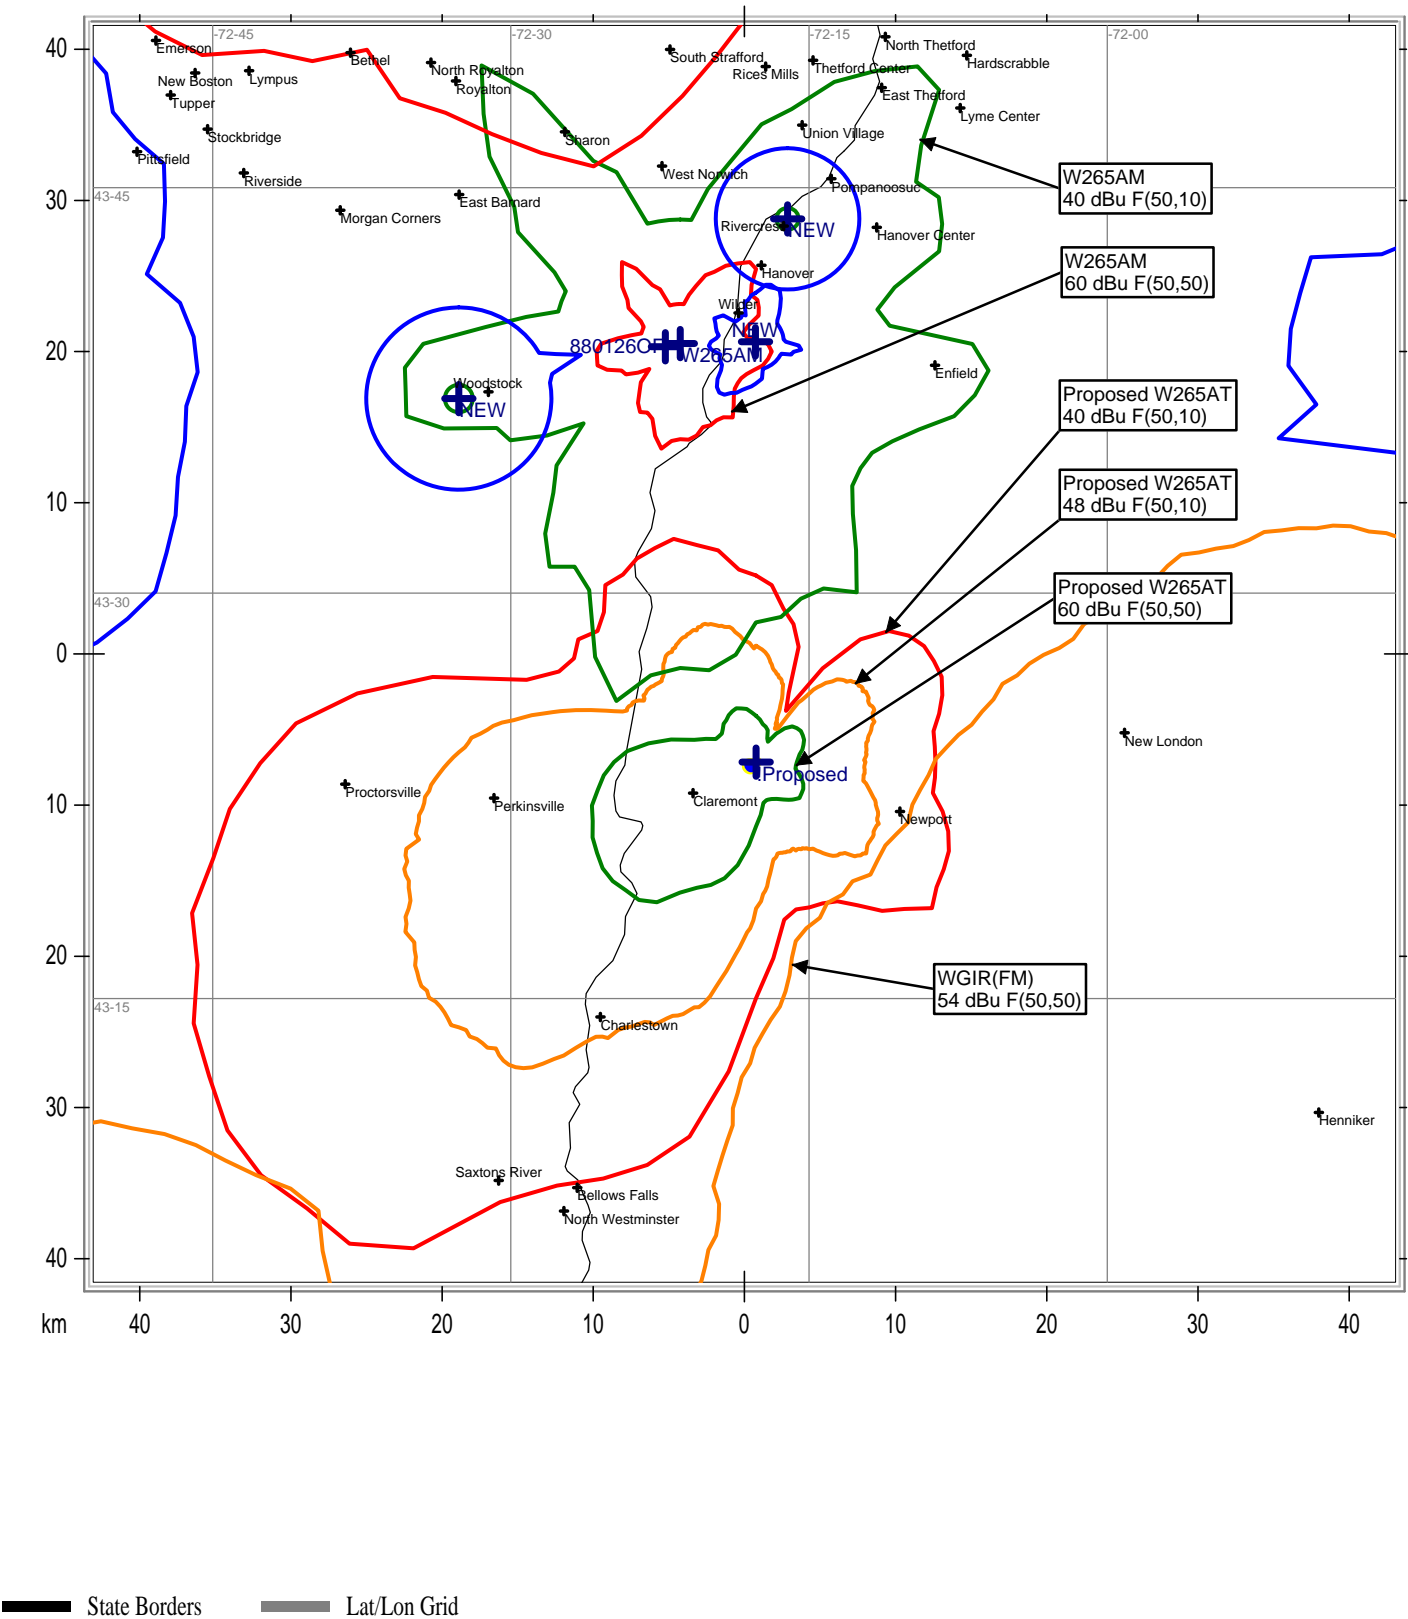 40
-72-45
-72-30
-72-15
-72-00
Emerson
Bethel
South Strafford
North Thetford
New Boston
Lympus
North Royalton
Royalton
Rices Mills
Thetford Center
Hardscrabble
Tupper
East Thetford
Lyme Center
Stockbridge
Sharon
Union Village
Pittsfield
Riverside
West Norwich
Pompanoosuc
W265AM
40 dBu F(50,10)
30
43-45
Morgan Corners
East Barnard
Rivercrest
NEW
Hanover Center
W265AM
60 dBu F(50,50)
Hanover
Wilder
NEW
20
880126OF
W265AM
Enfield
Woodstock
NEW
Proposed W265AT
40 dBu F(50,10)
Proposed W265AT
48 dBu F(50,10)
10
Proposed W265AT
60 dBu F(50,50)
43-30
0
New London
.Proposed
Proctorsville
Perkinsville
Claremont
Newport
10
20
WGIR(FM)
54 dBu F(50,50)
43-15
Charlestown
30
Henniker
Saxtons River
Bellows Falls
North Westminster
40
km
40
30
20
10
0
10
20
30
40
State Borders
Lat/Lon Grid